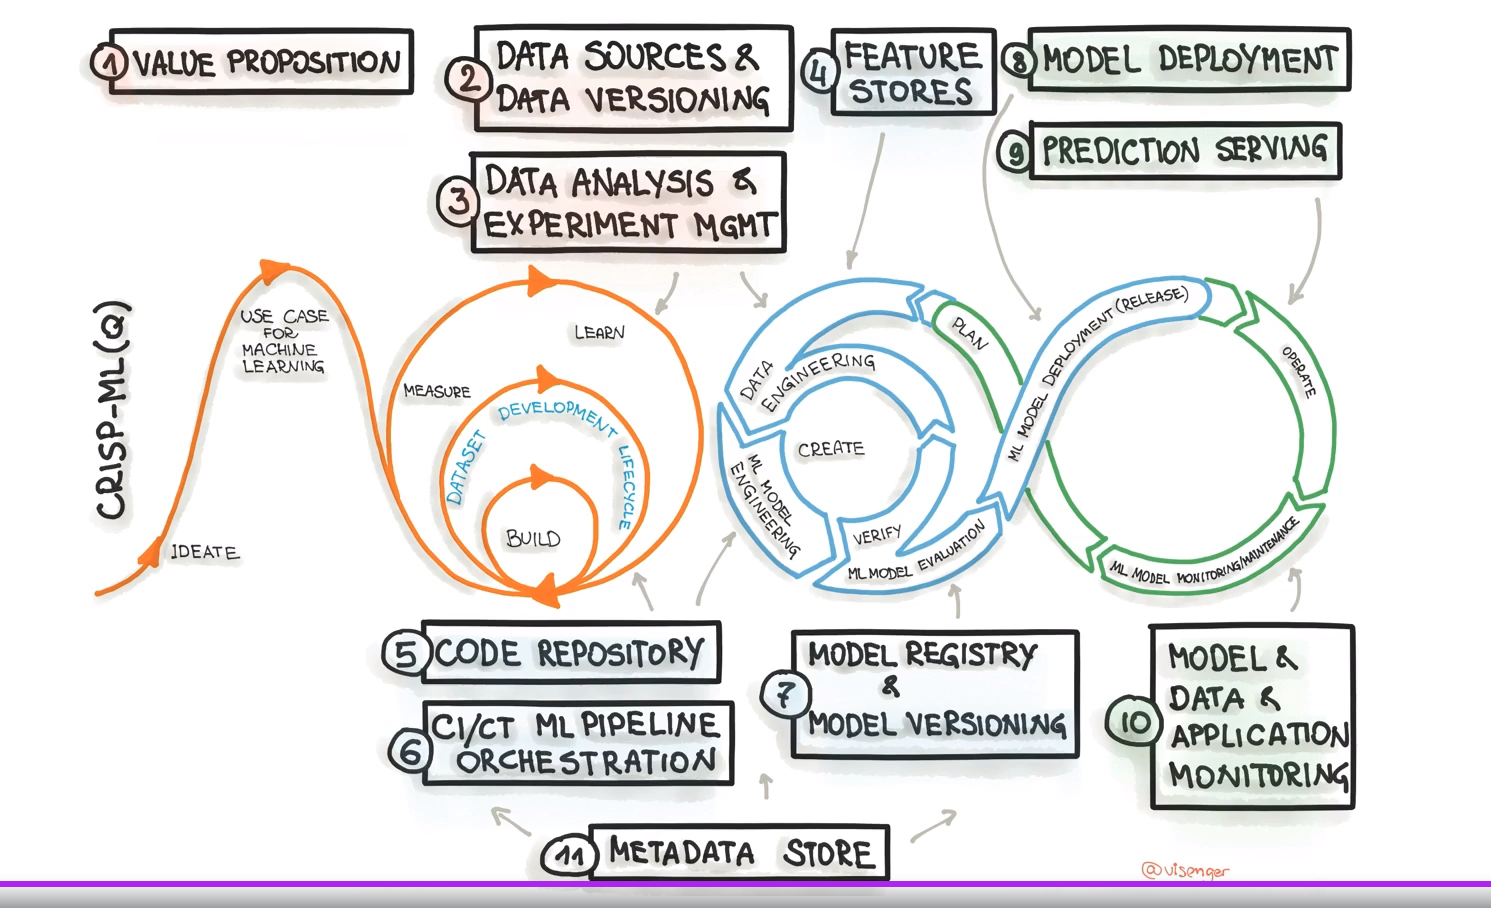 1 VALUE PROPOSITION
2 DATA SOURCES &
DATA VERSIONING
3 DATA ANALYSIS &
EXPERIMENT MGMT
4 FEATURE
STORES
8 MODEL DEPLOYMENT
9 PREDICTION SERVING
CRISP-ML(Q)
IDEATE
USE CASE
FOR
MACHINE
LEARNING
MEASURE
LEARN
DATASET DEVELOPMENT LIFECYCLE
BUILD
DATA
ENGINEERING
CREATE
ML MODEL
ENGINEERING
VERIFY
ML MODEL EVALUATION
PLAN
ML MODEL DEPLOYMENT (RELEASE)
OPERATE
ML MODEL MONITORING/MAINTENANCE
5 CODE REPOSITORY
6 CI/CT ML PIPELINE
ORCHESTRATION
7 MODEL REGISTRY
&
MODEL VERSIONING
10 MODEL &
DATA &
APPLICATION
MONITORING
11 METADATA STORE
@visenger